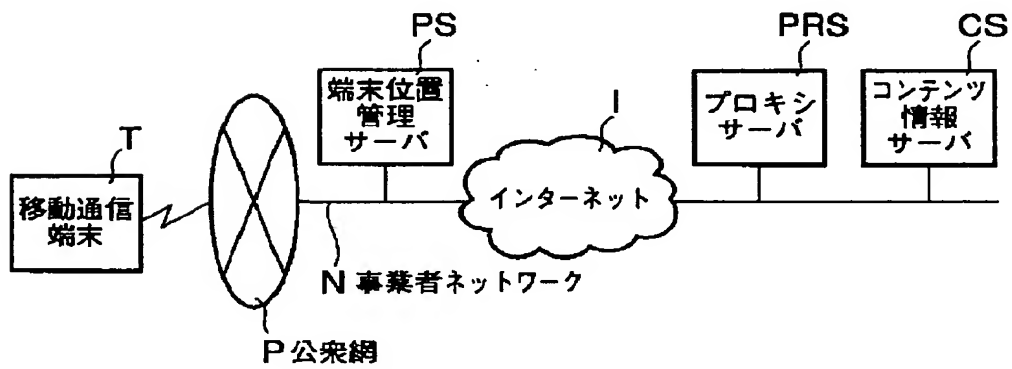 PS
PRS
CS
端末位置
管理
サーバ
プロキシ
サーバ
コンテンツ
情報
サーバ
T
I
移動通信
端末
インターネット
N 事業者ネットワーク
P 公衆網